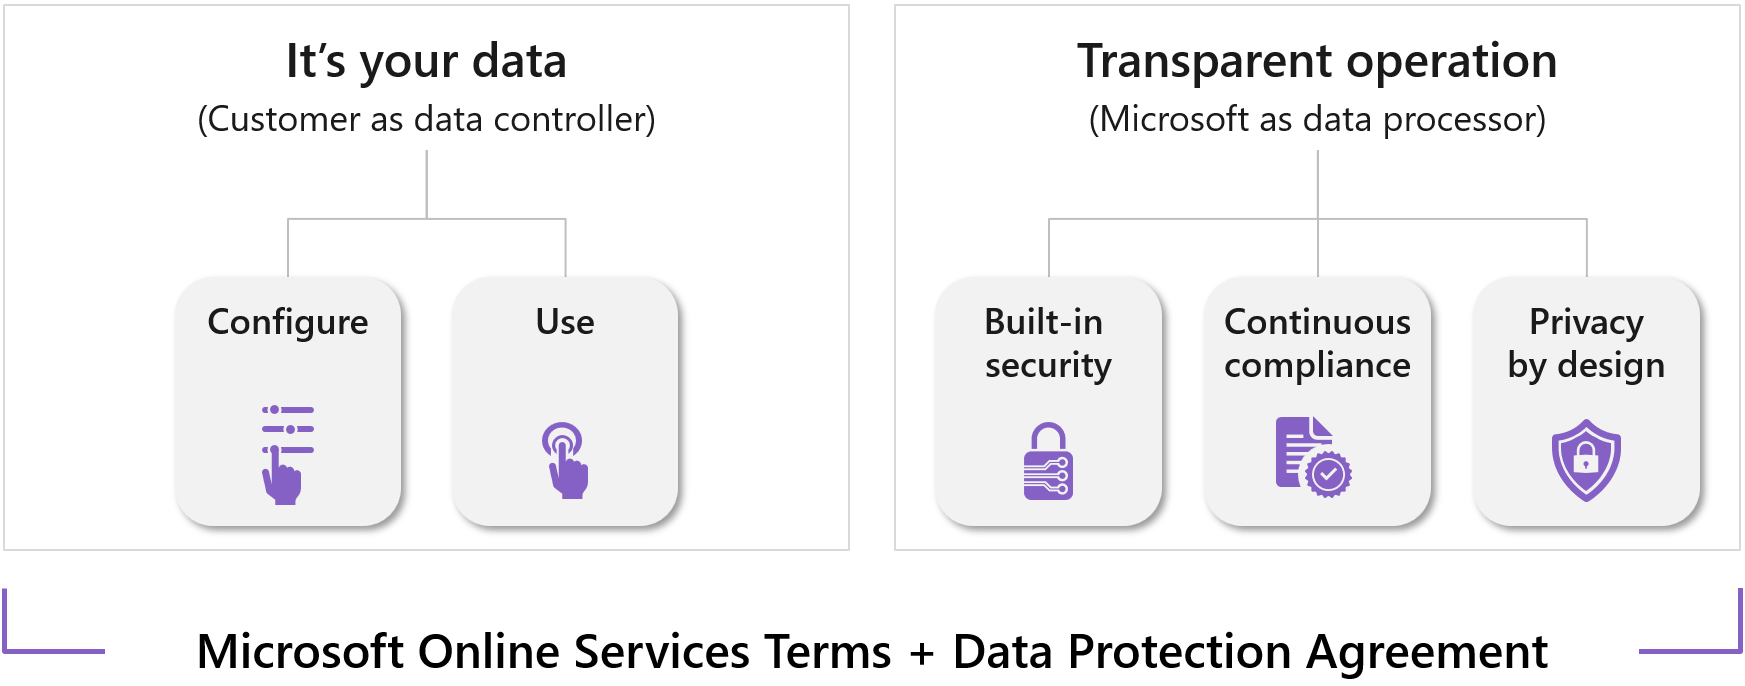 It’s your data
(Customer as data controller)
Configure
Use
Transparent operation
(Microsoft as data processor)
Built-in
security
Continuous
compliance
Privacy
by design
Microsoft Online Services Terms + Data Protection Agreement